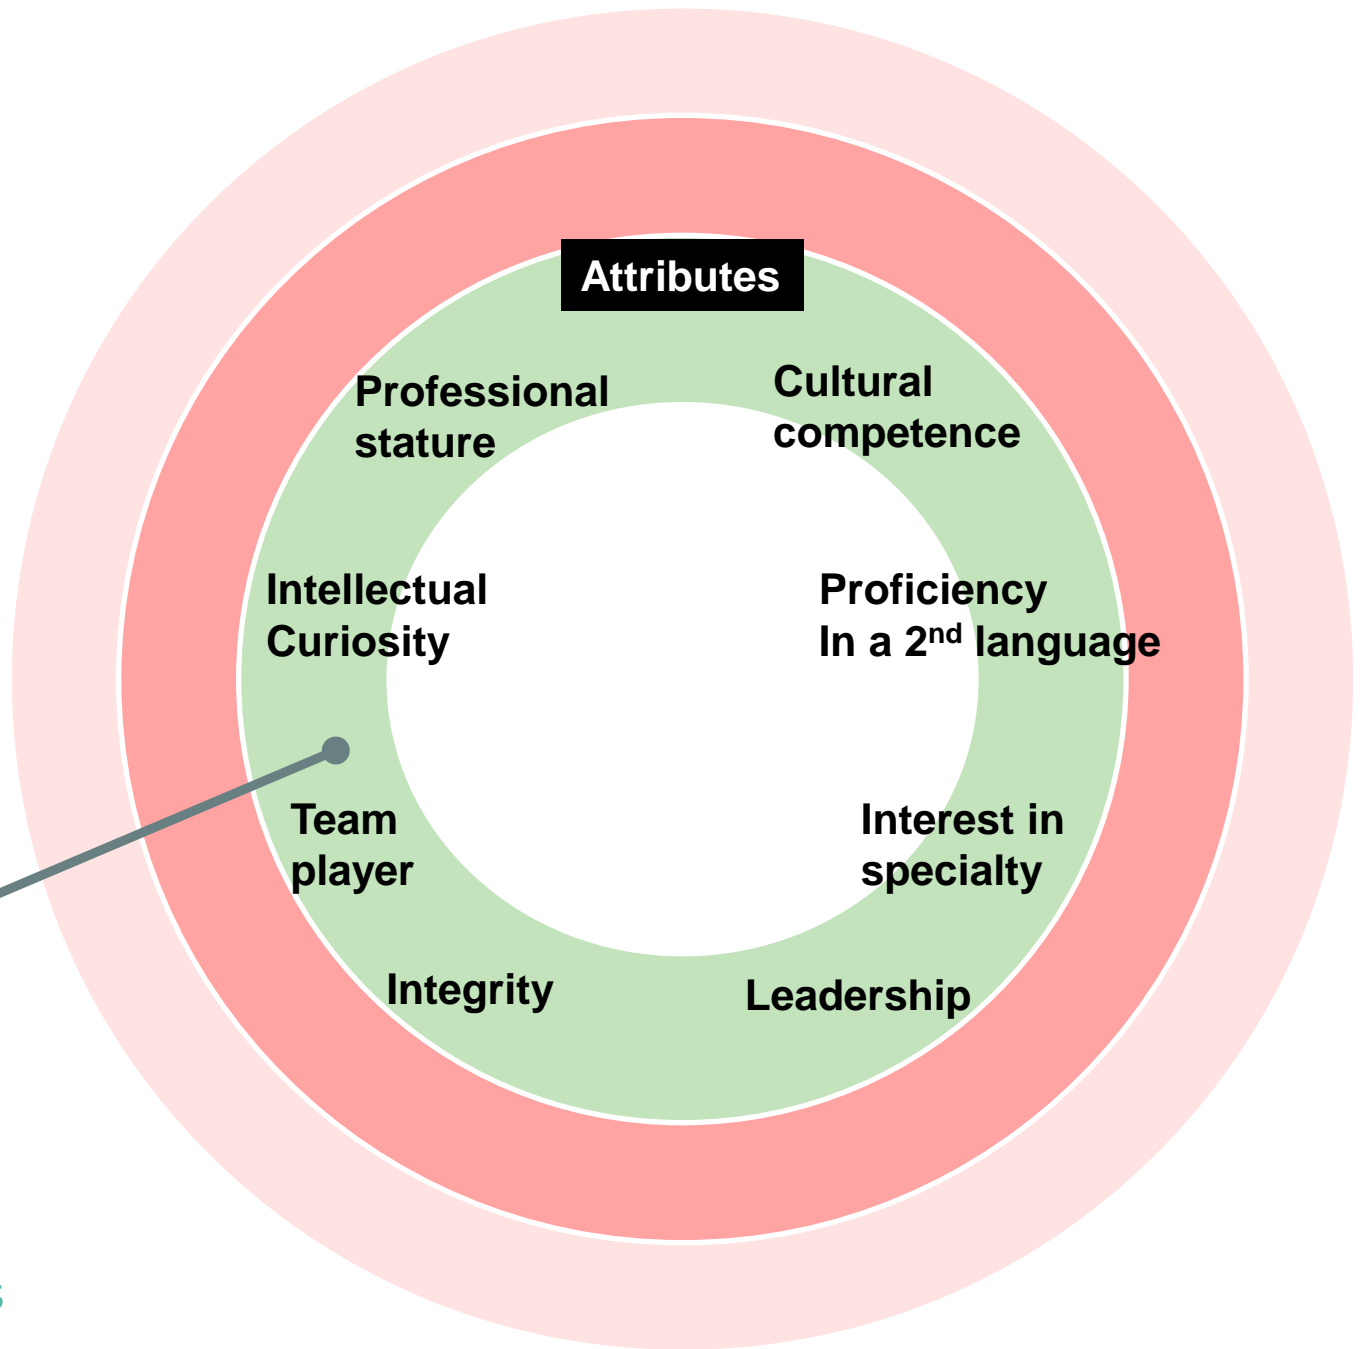 Attributes
Professional
stature
Cultural
competence
Intellectual
Curiosity
Proficiency
In a 2nd language
Team
player
Interest in
specialty
Integrity
Leadership
s